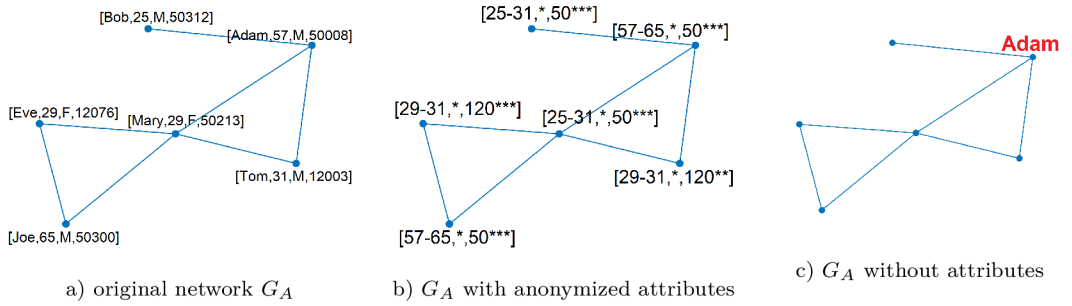 [Bob,25,M,50312]
[Adam,57,M,50008]
[Eve,29,F,12076]
[Mary,29,F,50213]
[Tom,31,M,12003]
[Joe,65,M,50300]
a) original network G_A
[25-31,*,50***]
[57-65,*,50***]
[29-31,*,120***]
[25-31,*,50***]
[29-31,*,120**]
[57-65,*,50***]
b) G_A with anonymized attributes
Adam
c) G_A without attributes